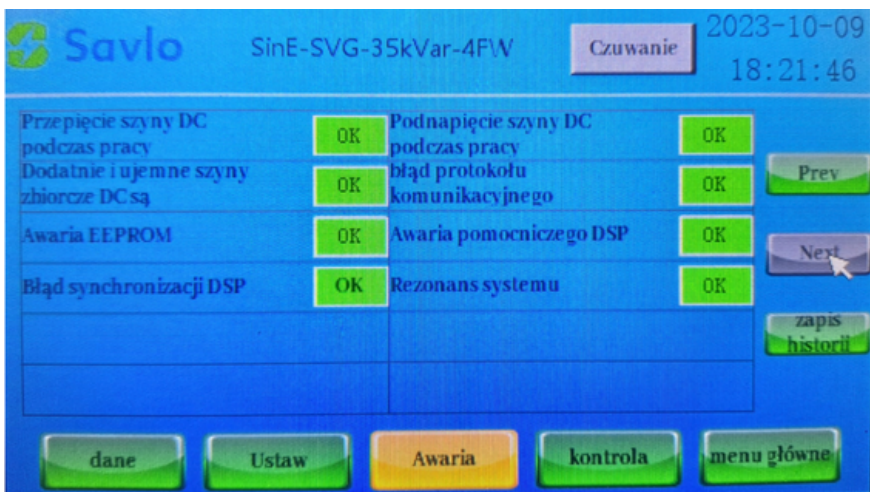 Savlo
SinE-SVG-35kVar-4FW
Czuwanie
2023-10-09
18:21:46
Przepięcie szyny DC
podczas pracy
OK
Podnapięcie szyny DC
podczas pracy
OK
Dodatnie i ujemne szyny
zbiorcze DC są
OK
błąd protokołu
komunikacyjnego
OK
Awaria EEPROM
OK
Awaria pomocniczego DSP
OK
Błąd synchronizacji DSP
OK
Rezonans systemu
OK
Prev
Next
zapis
historii
dane
Ustaw
Awaria
kontrola
menu główne